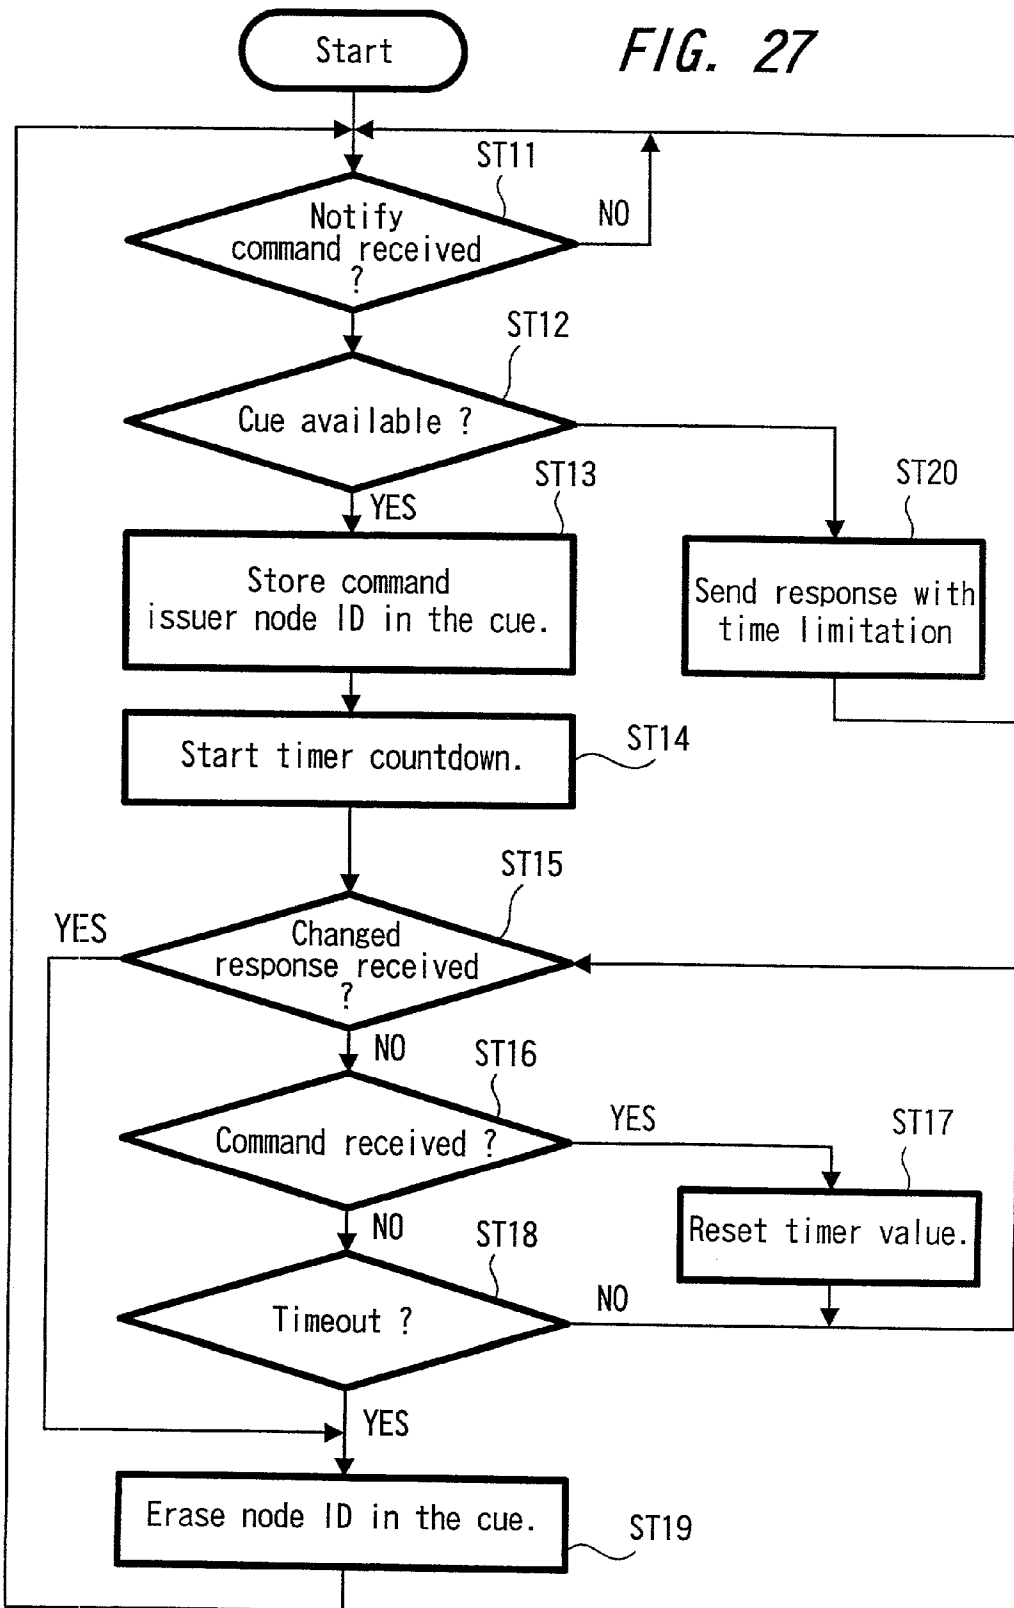 Start
FIG. 27
ST11
Notify
command received
?
NO
ST12
Cue available ?
ST13
YES
ST20
Store command
issuer node ID in the cue.
Send response with
time limitation
Start timer countdown.
ST14
ST15
YES
Changed
response received
?
NO
ST16
Command received ?
YES
ST17
Reset timer value.
NO
ST18
Timeout ?
NO
YES
Erase node ID in the cue.
ST19